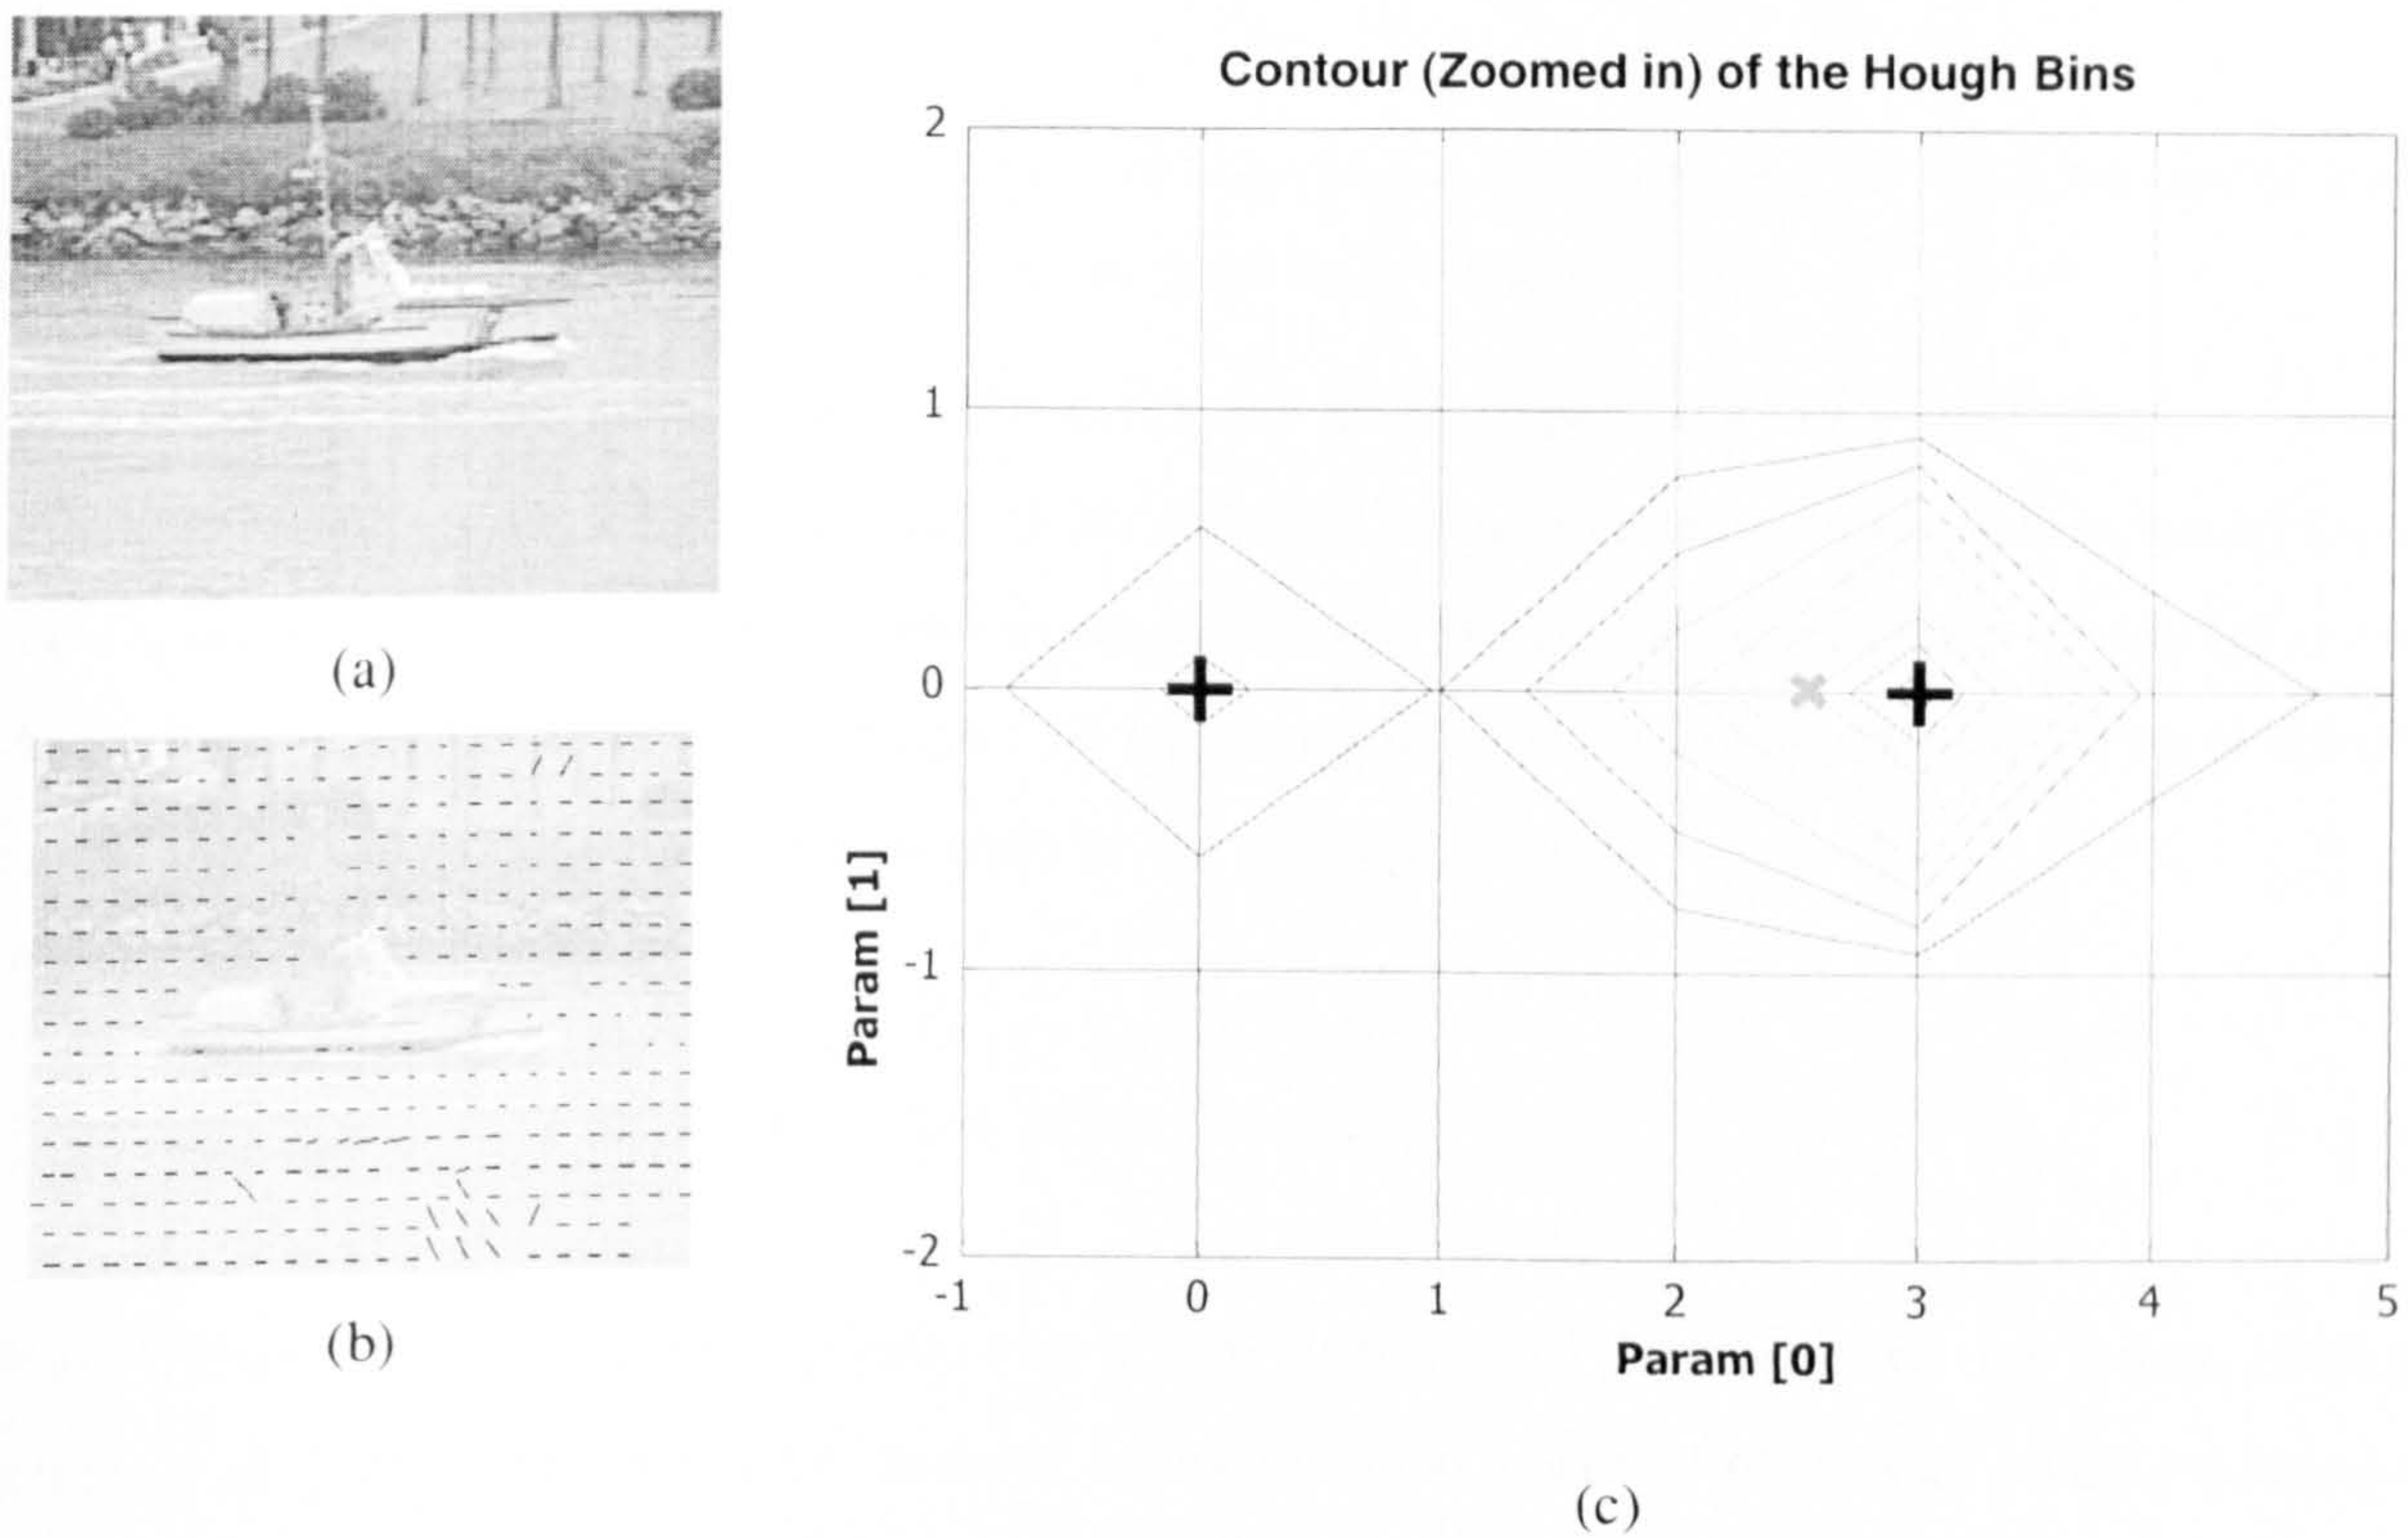 (a)
(b)
Contour (Zoomed in) of the Hough Bins
2
1
0
-1
-2
Param [1]
-1 0 1 2 3 4 5
Param [0]
(c)